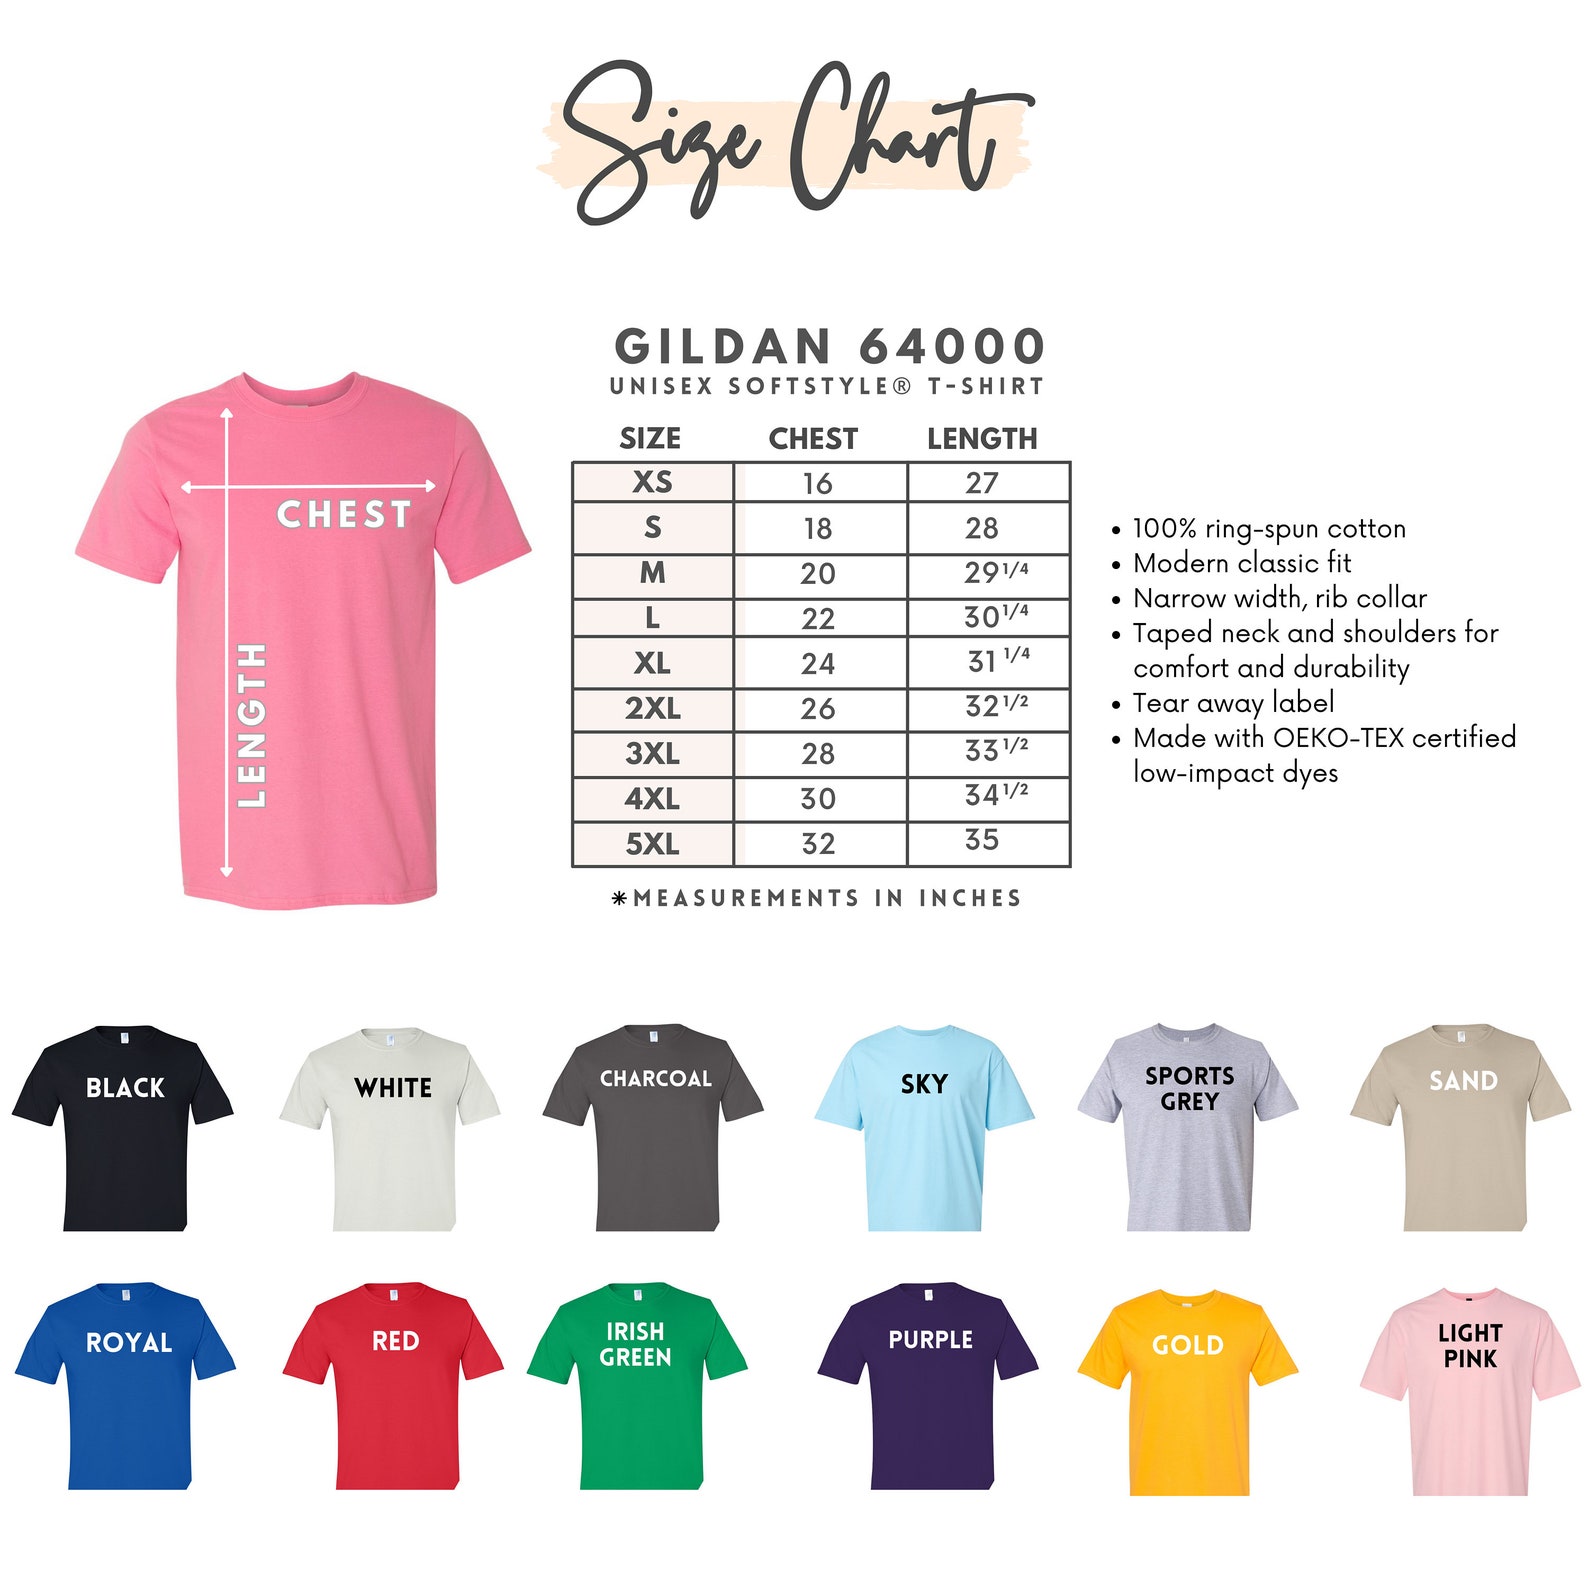 Size Chart
GILDAN 64000
UNISEX SOFTSTYLE® T-SHIRT
SIZE CHEST LENGTH
XS 16 27
S 18 28
M 20 29 1/4
L 22 30 1/4
XL 24 31 1/4
2XL 26 32 1/2
3XL 28 33 1/2
4XL 30 34 1/2
5XL 32 35
*MEASUREMENTS IN INCHES
CHEST
LENGTH
• 100% ring-spun cotton
• Modern classic fit
• Narrow width, rib collar
• Taped neck and shoulders for
comfort and durability
• Tear away label
• Made with OEKO-TEX certified
low-impact dyes
BLACK
WHITE
CHARCOAL
SKY
SPORTS
GREY
SAND
ROYAL
RED
IRISH
GREEN
PURPLE
GOLD
LIGHT
PINK